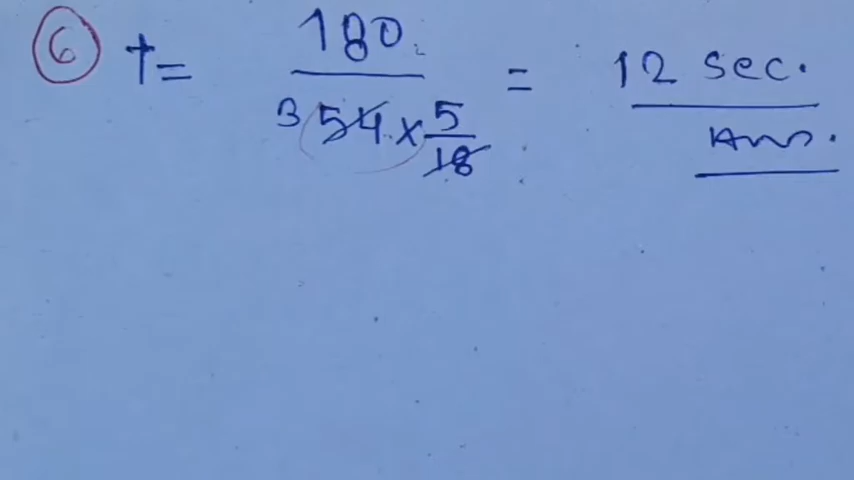 6 t = 180 / 3 54 × 5/18 = 12 sec.
Ans.